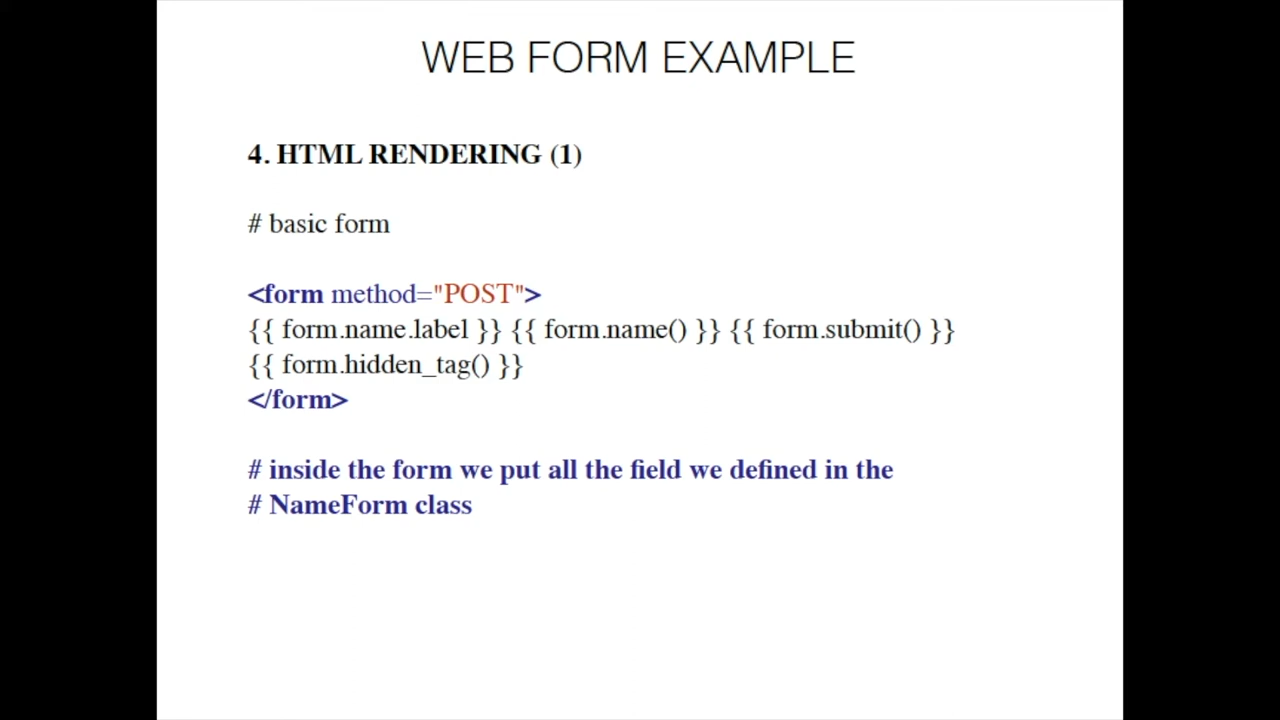 WEB FORM EXAMPLE
4. HTML RENDERING (1)
# basic form
<form method="POST">
{{ form.name.label }} {{ form.name() }} {{ form.submit() }}
{{ form.hidden_tag() }}
</form>
# inside the form we put all the field we defined in the
# NameForm class